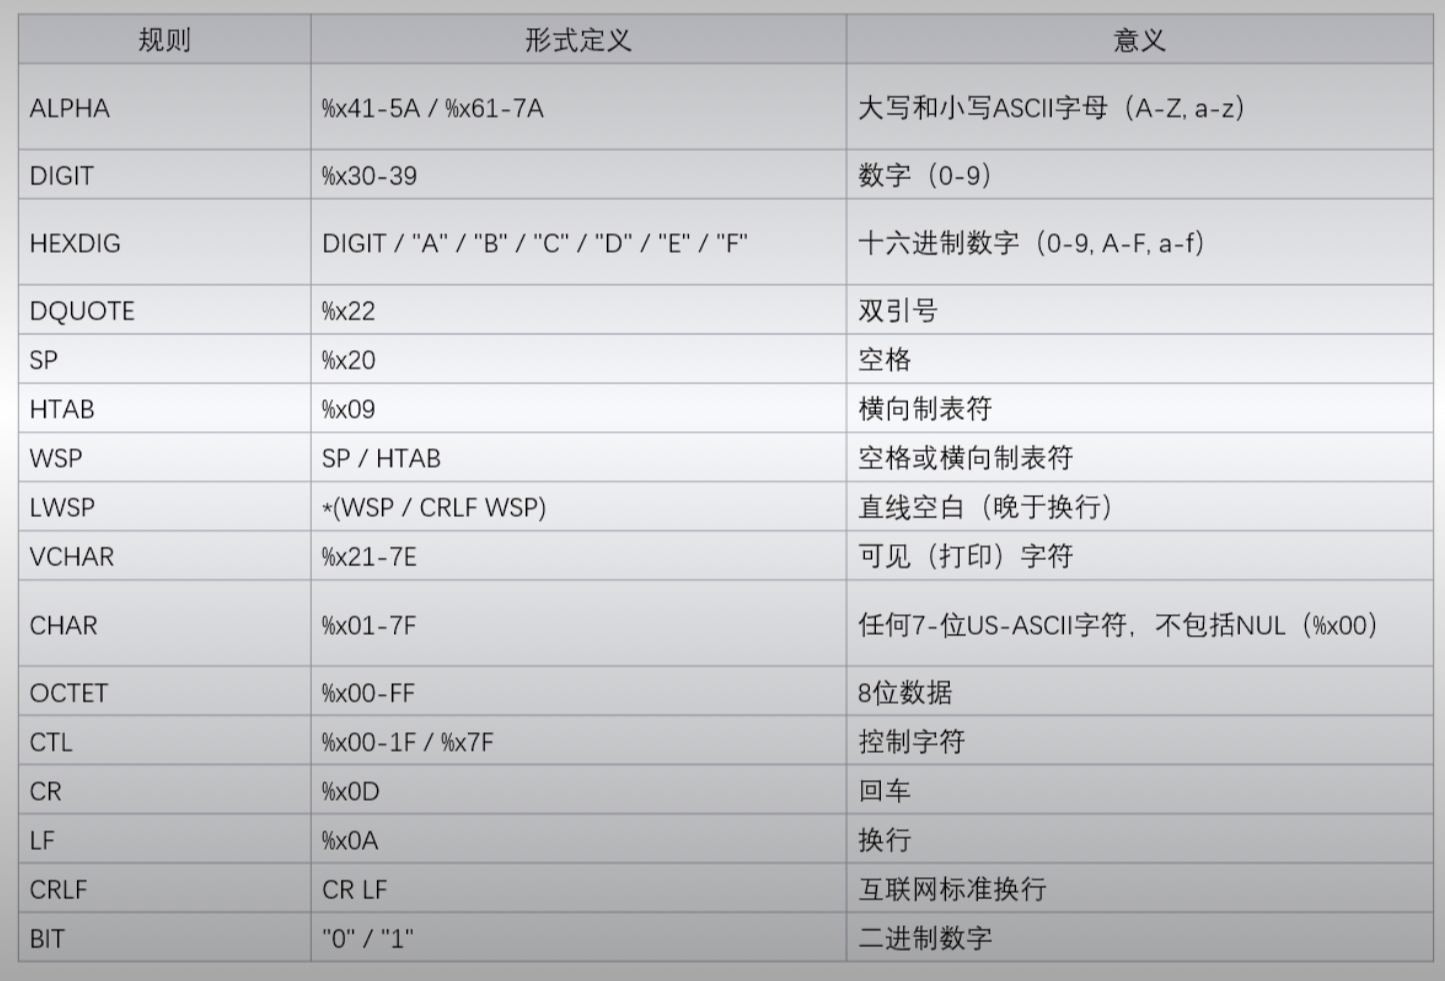 规则 形式定义 意义
ALPHA %x41-5A / %x61-7A 大写和小写ASCII字母（A-Z, a-z）
DIGIT %x30-39 数字（0-9）
HEXDIG DIGIT / "A" / "B" / "C" / "D" / "E" / "F" 十六进制数字（0-9, A-F, a-f）
DQUOTE %x22 双引号
SP %x20 空格
HTAB %x09 横向制表符
WSP SP / HTAB 空格或横向制表符
LWSP *(WSP / CRLF WSP) 直线空白（晚于换行）
VCHAR %x21-7E 可见（打印）字符
CHAR %x01-7F 任何7-位US-ASCII字符，不包括NUL（%x00）
OCTET %x00-FF 8位数据
CTL %x00-1F / %x7F 控制字符
CR %x0D 回车
LF %x0A 换行
CRLF CR LF 互联网标准换行
BIT "0" / "1" 二进制数字